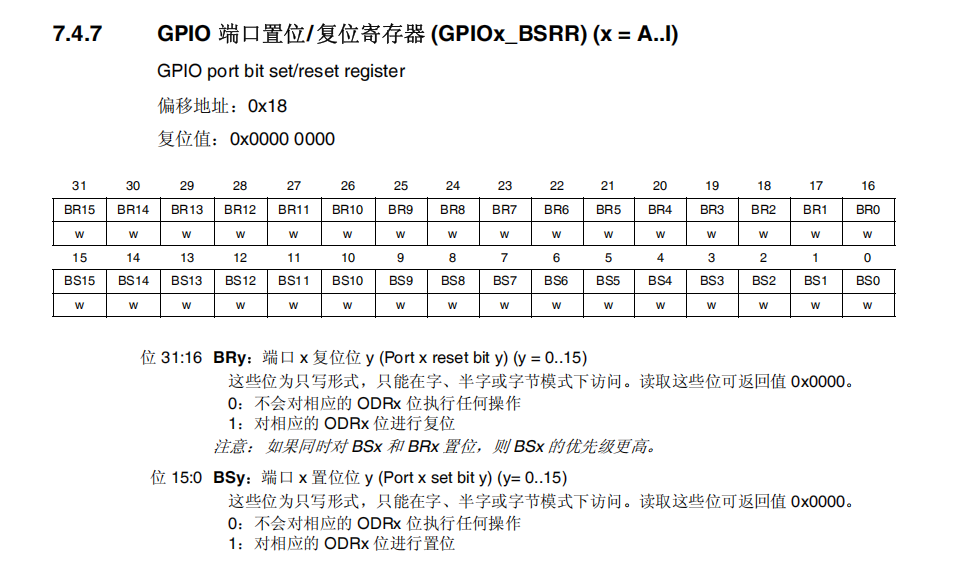 7.4.7 GPIO 端口置位/复位寄存器 (GPIOx_BSRR) (x = A..I)
GPIO port bit set/reset register
偏移地址：0x18
复位值：0x0000 0000
31 30 29 28 27 26 25 24 23 22 21 20 19 18 17 16
BR15 BR14 BR13 BR12 BR11 BR10 BR9 BR8 BR7 BR6 BR5 BR4 BR3 BR2 BR1 BR0
w w w w w w w w w w w w w w w w
15 14 13 12 11 10 9 8 7 6 5 4 3 2 1 0
BS15 BS14 BS13 BS12 BS11 BS10 BS9 BS8 BS7 BS6 BS5 BS4 BS3 BS2 BS1 BS0
w w w w w w w w w w w w w w w w
位 31:16 BRy：端口 x 复位位 y (Port x reset bit y) (y = 0..15)
这些位为只写形式，只能在字、半字或字节模式下访问。读取这些位可返回值 0x0000。
0：不会对相应的 ODRx 位执行任何操作
1：对相应的 ODRx 位进行复位
注意： 如果同时对 BSx 和 BRx 置位，则 BSx 的优先级更高。
位 15:0 BSy：端口 x 置位位 y (Port x set bit y) (y= 0..15)
这些位为只写形式，只能在字、半字或字节模式下访问。读取这些位可返回值 0x0000。
0：不会对相应的 ODRx 位执行任何操作
1：对相应的 ODRx 位进行置位